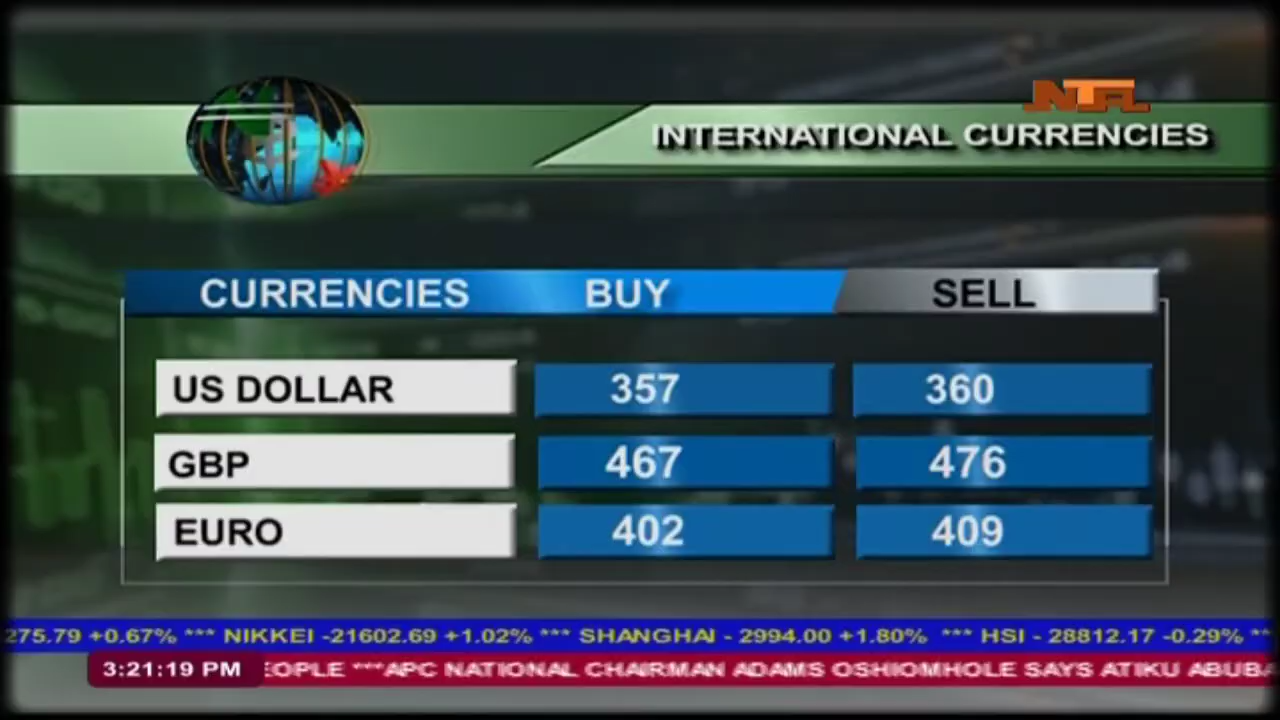 NTA
INTERNATIONAL CURRENCIES
CURRENCIES BUY SELL
US DOLLAR 357 360
GBP 467 476
EURO 402 409
275.79 +0.67% *** NIKKEI -21602.69 +1.02% *** SHANGHAI - 2994.00 +1.80% *** HSI - 28812.17 -0.29% **
3:21:19 PM EOPLE ***APC NATIONAL CHAIRMAN ADAMS OSHIOMHOLE SAYS ATIKU ABUBA